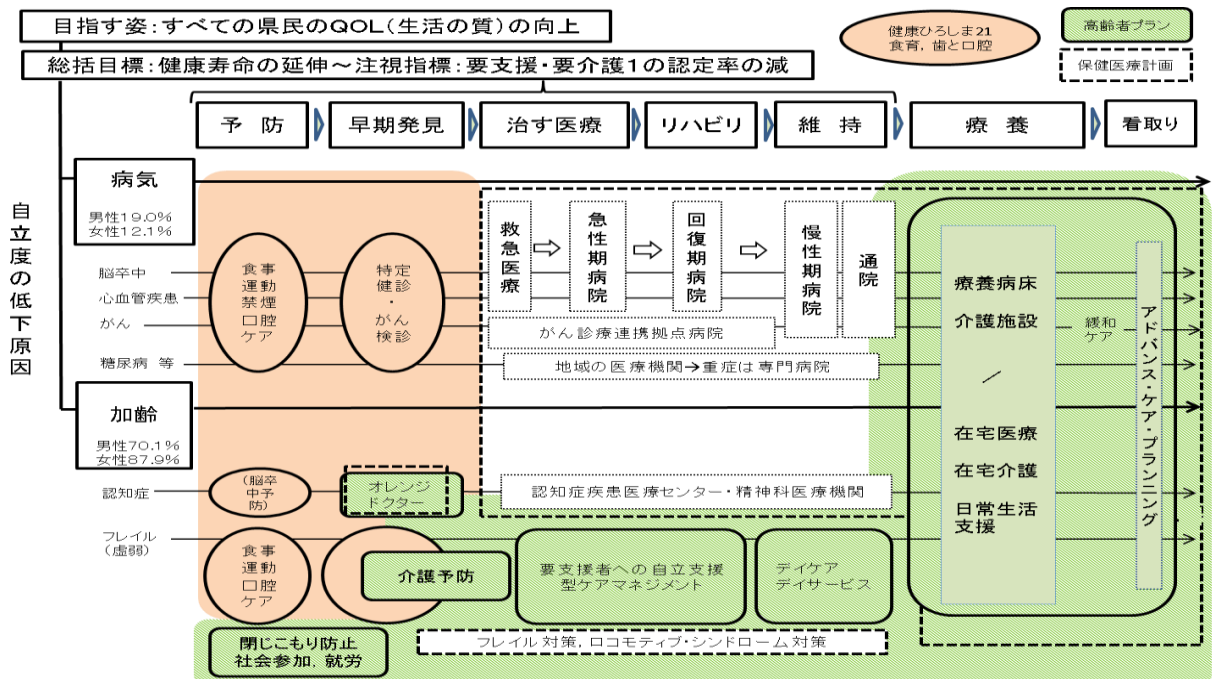 目指す姿：すべての県民のQOL（生活の質）の向上
総括目標：健康寿命の延伸～注視指標：要支援・要介護1の認定率の減
健康ひろしま21
食育，歯と口腔
高齢者プラン
保健医療計画
予 防
早期発見
治す医療
リハビリ
維 持
療 養
看取り
自立度の低下原因
病気
男性19.0%
女性12.1%
脳卒中
心血管疾患
がん
糖尿病 等
食事
運動
禁煙
口腔
ケア
特定
健診
・
がん
検診
救急医療
急性期病院
回復期病院
慢性期病院
通院
がん診療連携拠点病院
地域の医療機関→重症は専門病院
療養病床
介護施設
／
在宅医療
在宅介護
日常生活
支援
緩和
ケア
アドバンス・ケア・プランニング
加齢
男性70.1%
女性87.9%
認知症
（脳卒
中予
防）
オレンジ
ドクター
認知症疾患医療センター・精神科医療機関
フレイル
（虚弱）
食事
運動
口腔
ケア
介護予防
要支援者への自立支援
型ケアマネジメント
デイケア
デイサービス
閉じこもり防止
社会参加，就労
フレイル対策，ロコモティブ・シンドローム対策